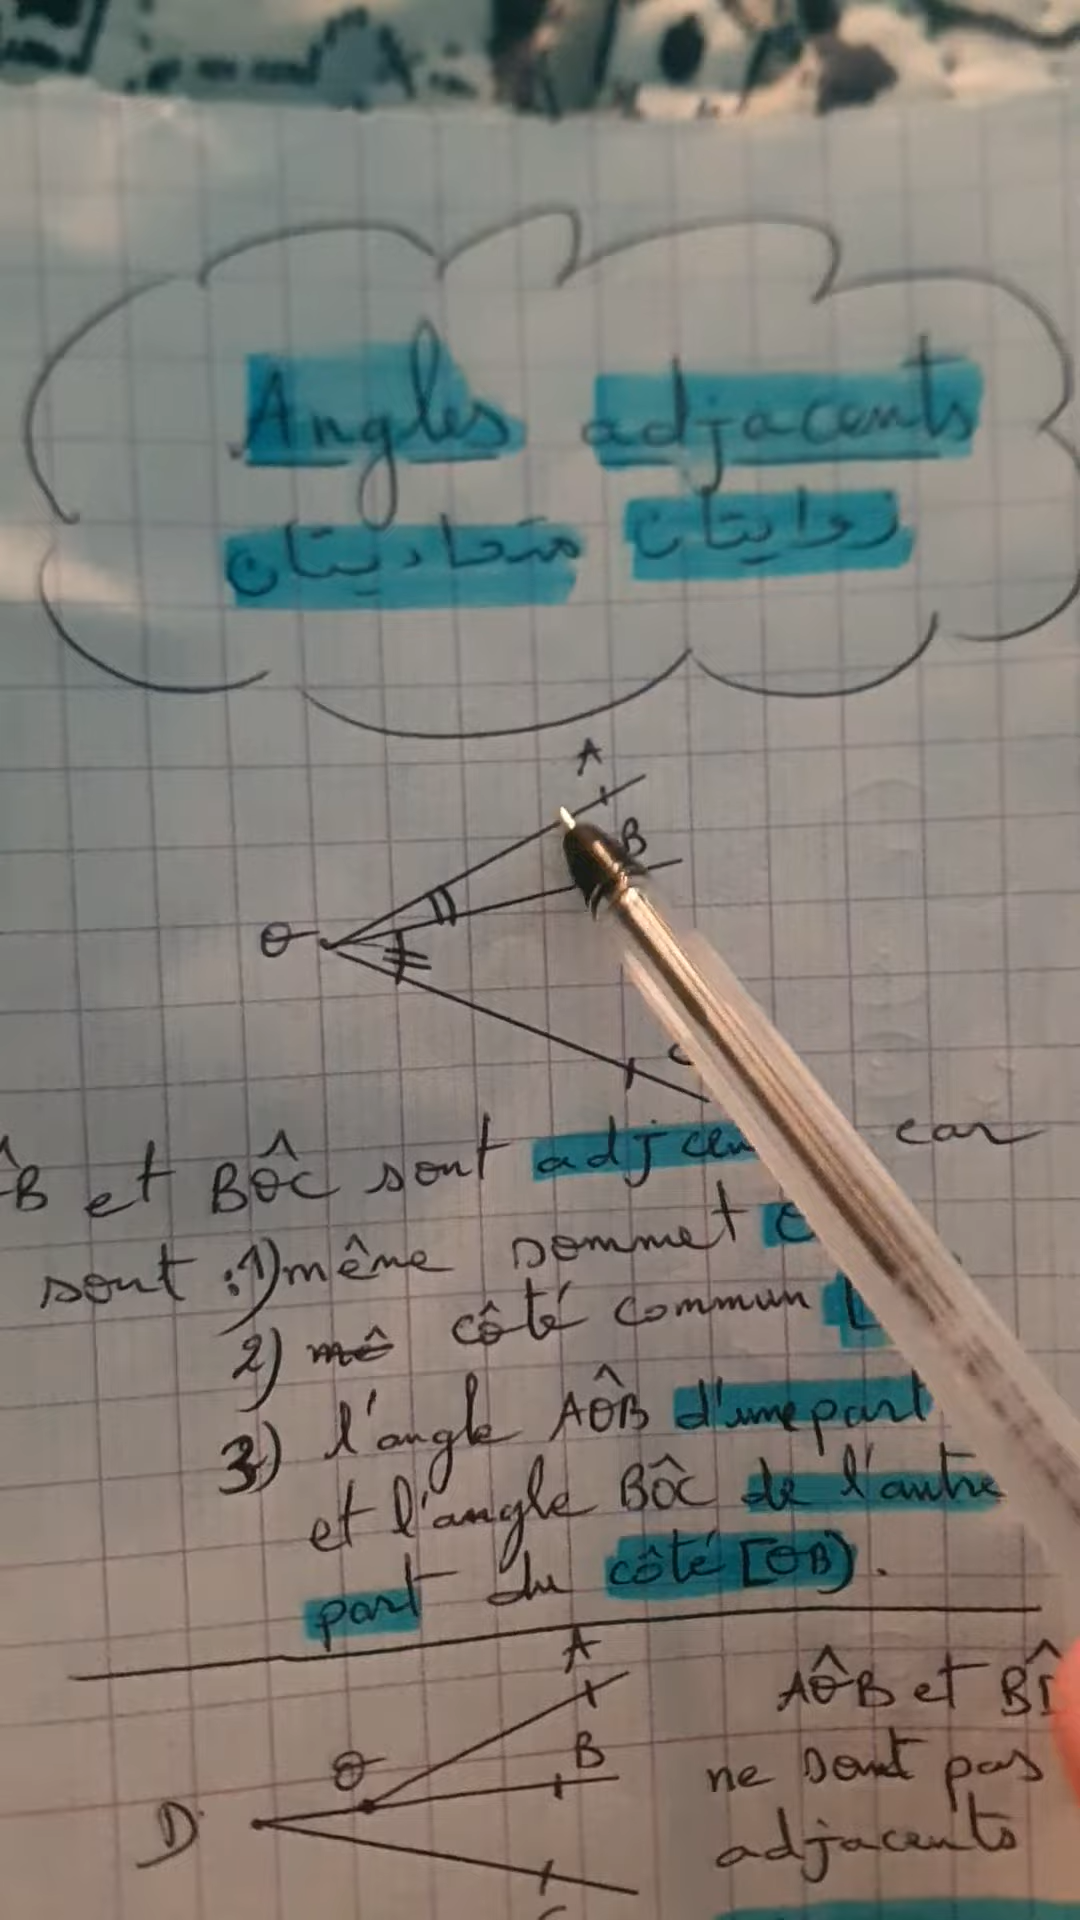 Angles adjacents
زوايتان متحاديتان
A
B
O
B et BÔC sont car
sont : 1) même sommet
2) mê côté commun
3) l'angle AÔB d'une part
et l'angle BÔC de l'autre
part du côté [OB).
A
AÔB et
B
O
ne sont pas
D
adjacents